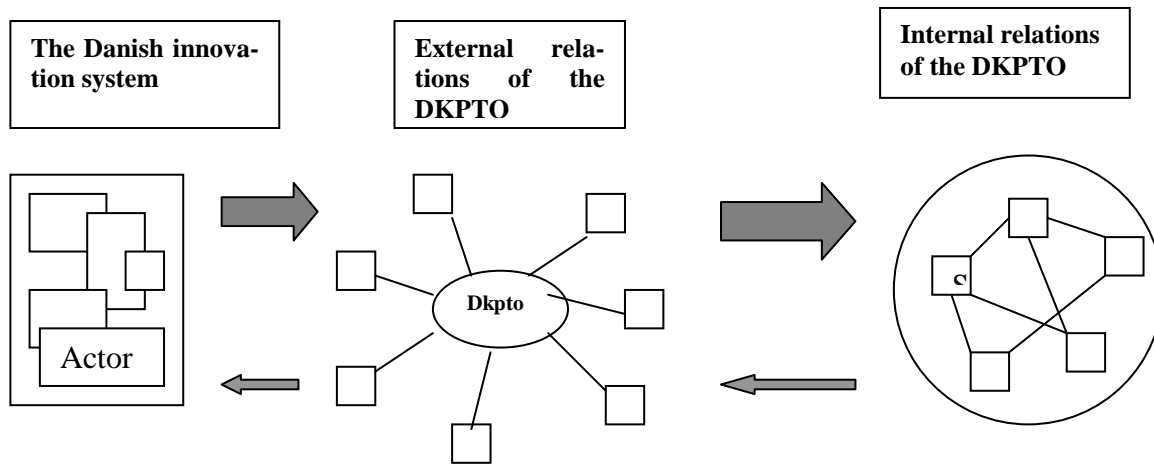 The Danish innova-
tion system
External rela-
tions of the
DKPTO
Internal relations
of the DKPTO
Dkpto
Actor